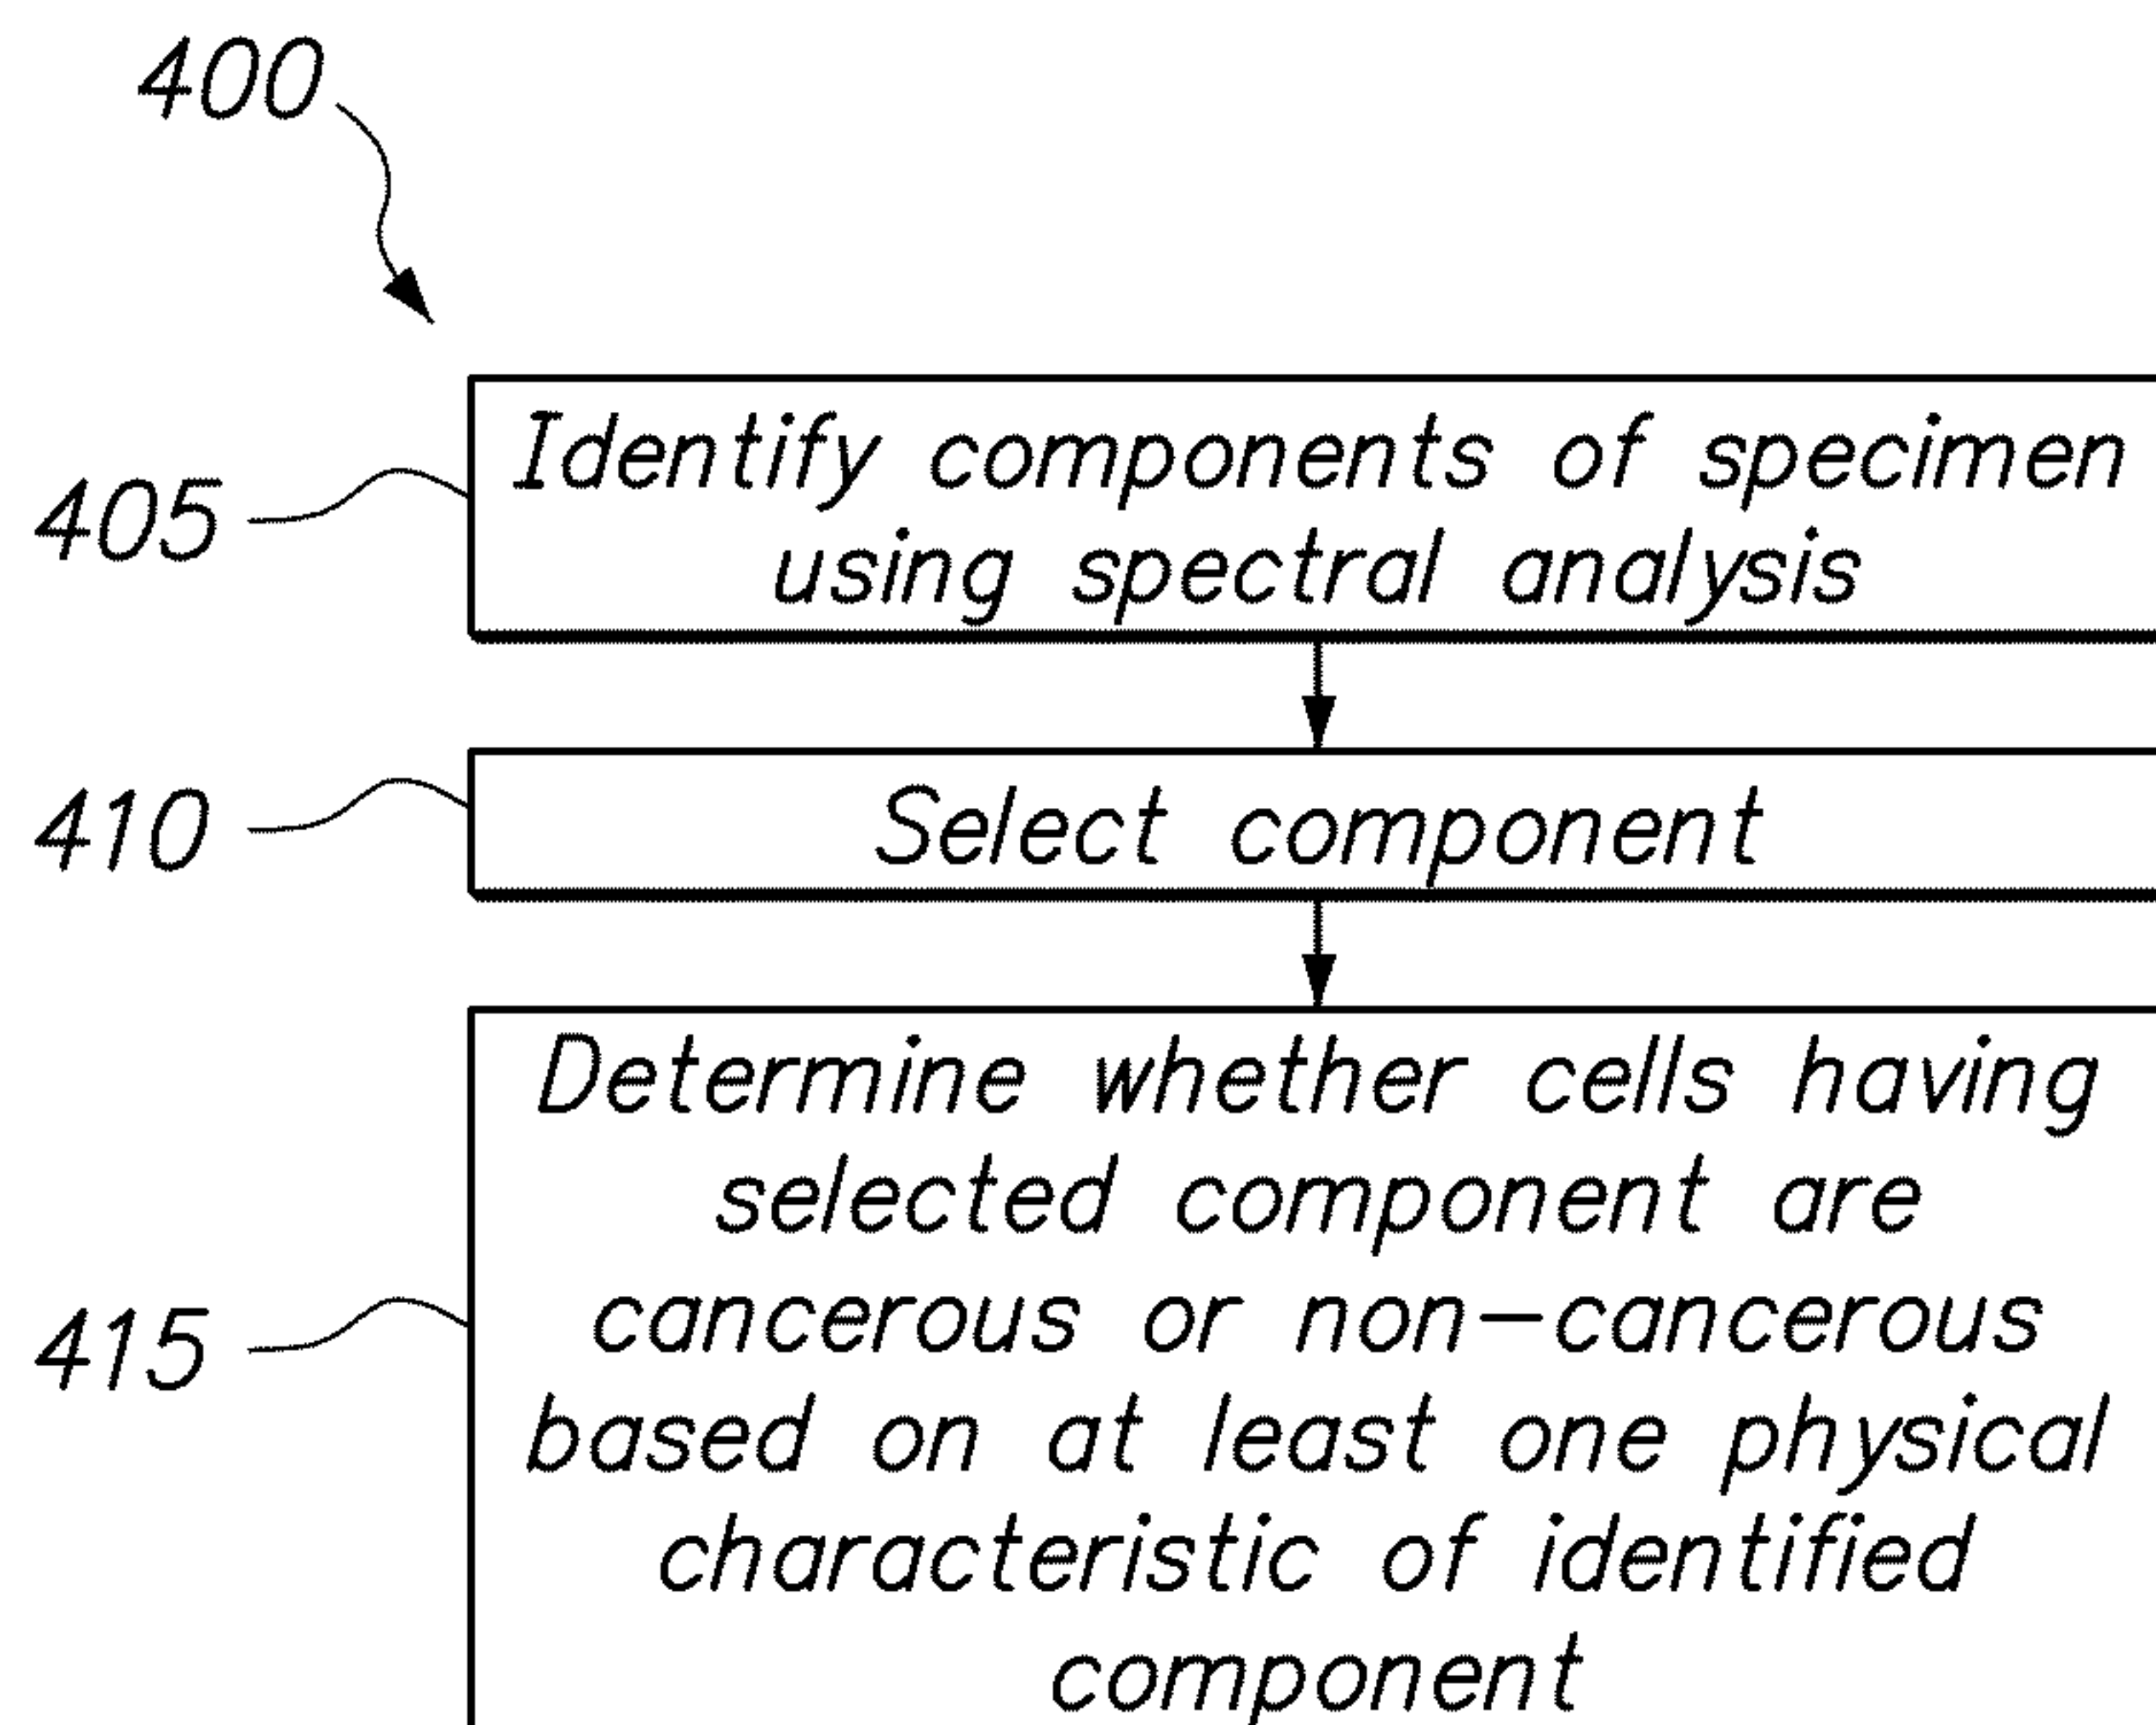 400
405
Identify components of specimen
using spectral analysis
410
Select component
415
Determine whether cells having
selected component are
cancerous or non-cancerous
based on at least one physical
characteristic of identified
component